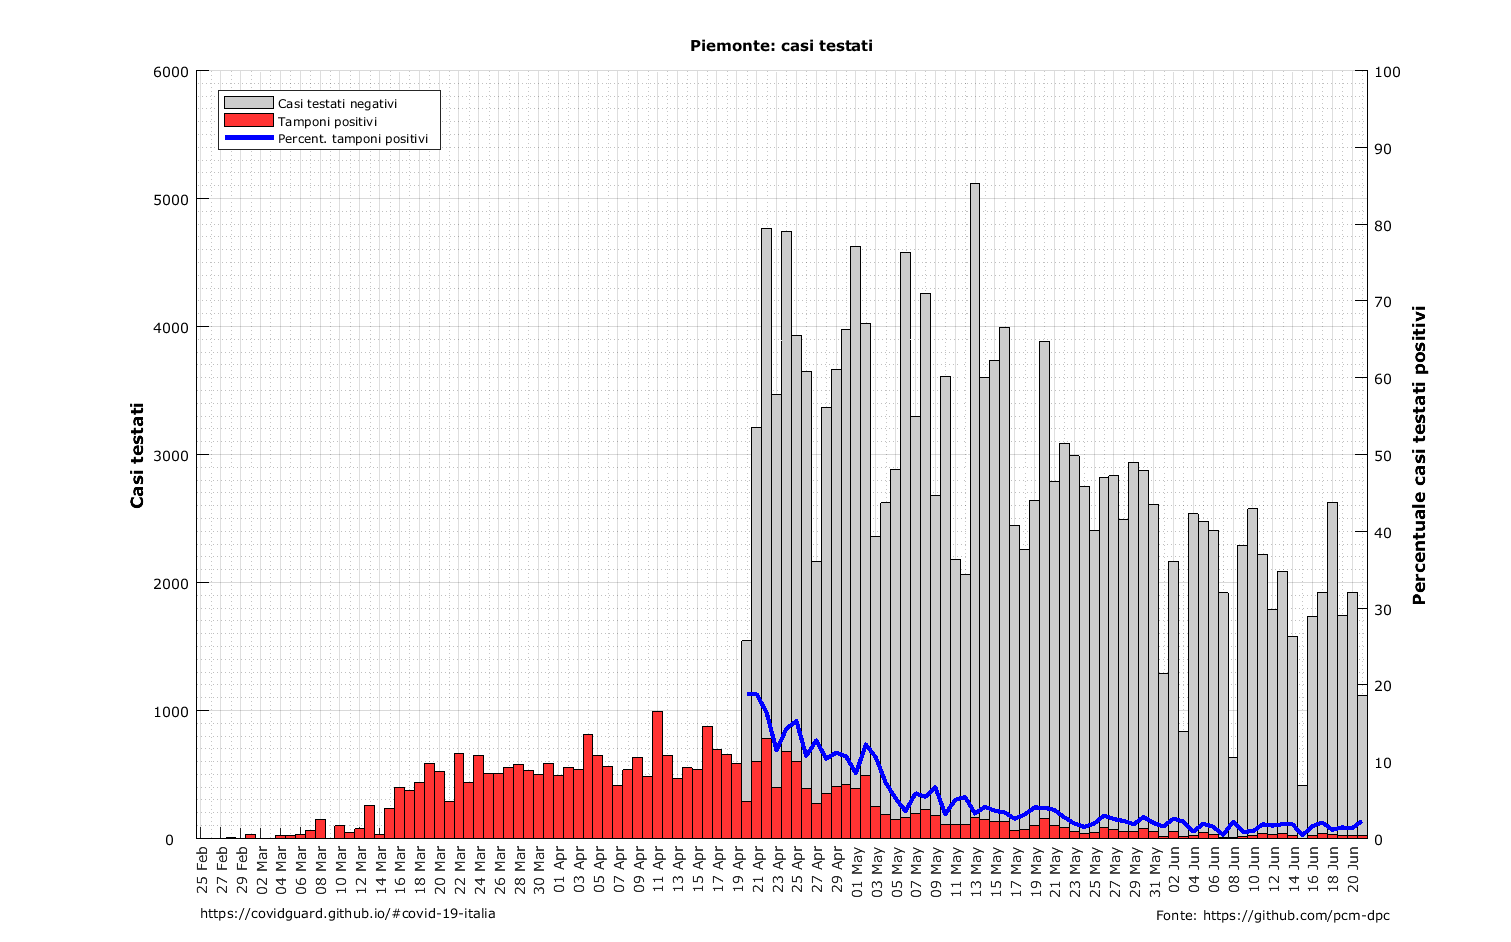 Piemonte: casi testati
6000
5000
4000
3000
2000
1000
0
Casi testati
Casi testati negativi
Tamponi positivi
Percent. tamponi positivi
100
90
80
70
60
50
40
30
20
10
0
Percentuale casi testati positivi
25 Feb
27 Feb
29 Feb
02 Mar
04 Mar
06 Mar
08 Mar
10 Mar
12 Mar
14 Mar
16 Mar
18 Mar
20 Mar
22 Mar
24 Mar
26 Mar
28 Mar
30 Mar
01 Apr
03 Apr
05 Apr
07 Apr
09 Apr
11 Apr
13 Apr
15 Apr
17 Apr
19 Apr
21 Apr
23 Apr
25 Apr
27 Apr
29 Apr
01 May
03 May
05 May
07 May
09 May
11 May
13 May
15 May
17 May
19 May
21 May
23 May
25 May
27 May
29 May
31 May
02 Jun
04 Jun
06 Jun
08 Jun
10 Jun
12 Jun
14 Jun
16 Jun
18 Jun
20 Jun
https://covidguard.github.io/#covid-19-italia
Fonte: https://github.com/pcm-dpc